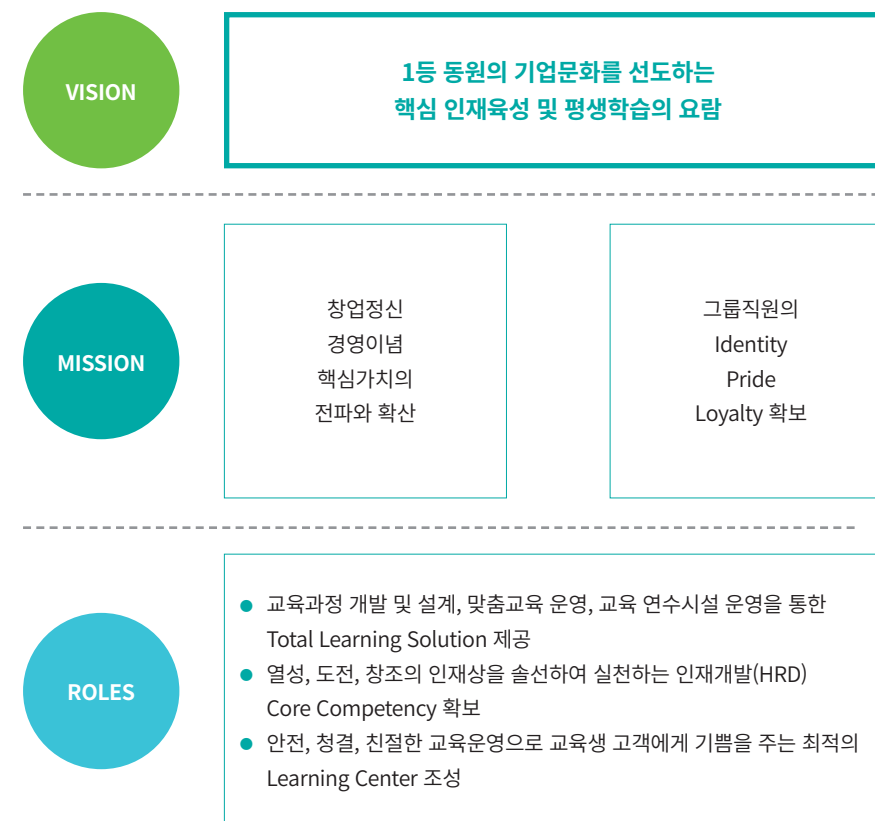 VISION
1등 동원의 기업문화를 선도하는
핵심 인재육성 및 평생학습의 요람
MISSION
창업정신
경영이념
핵심가치의
전파와 확산
그룹직원의
Identity
Pride
Loyalty 확보
ROLES
● 교육과정 개발 및 설계, 맞춤교육 운영, 교육 연수시설 운영을 통한
Total Learning Solution 제공
● 열성, 도전, 창조의 인재상을 솔선하여 실천하는 인재개발(HRD)
Core Competency 확보
● 안전, 청결, 친절한 교육운영으로 교육생 고객에게 기쁨을 주는 최적의
Learning Center 조성